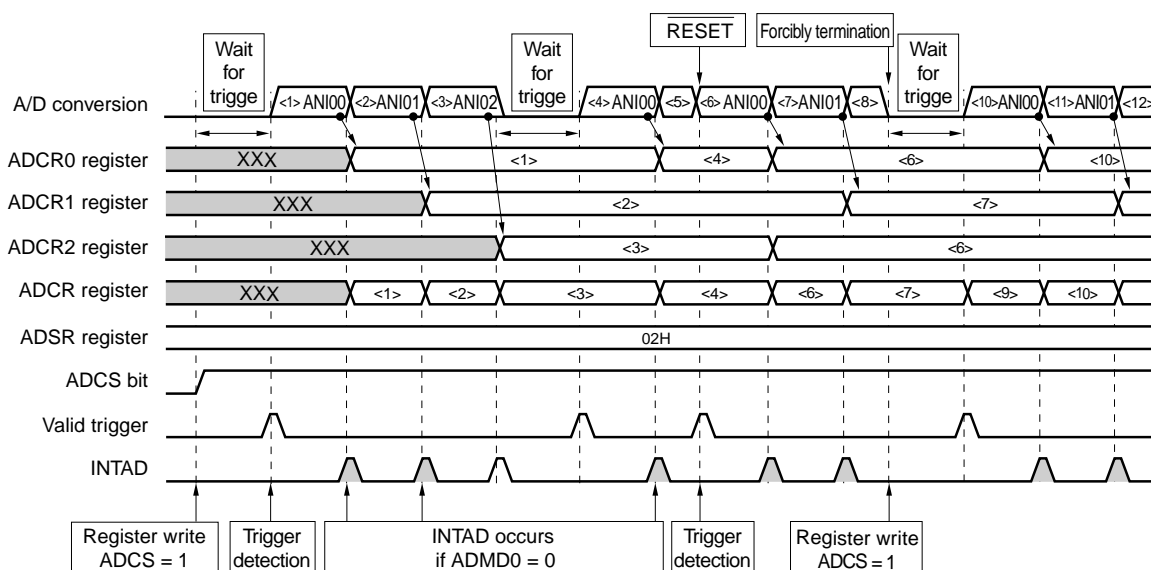 RESET
Forcibly termination
Wait
for
trigge
Wait
for
trigge
Wait
for
trigge
A/D conversion
<1> ANI00
<2>ANI01
<3>ANI02
<4> ANI00
<5>
<6> ANI00
<7>ANI01
<8>
<10>ANI00
<11>ANI01
<12>
ADCR0 register
XXX
<1>
<4>
<6>
<10>
ADCR1 register
XXX
<2>
<7>
ADCR2 register
XXX
<3>
<6>
ADCR register
XXX
<1>
<2>
<3>
<4>
<6>
<7>
<9>
<10>
ADSR register
02H
ADCS bit
Valid trigger
INTAD
Register write
ADCS = 1
Trigger
detection
INTAD occurs
if ADMD0 = 0
Trigger
detection
Register write
ADCS = 1